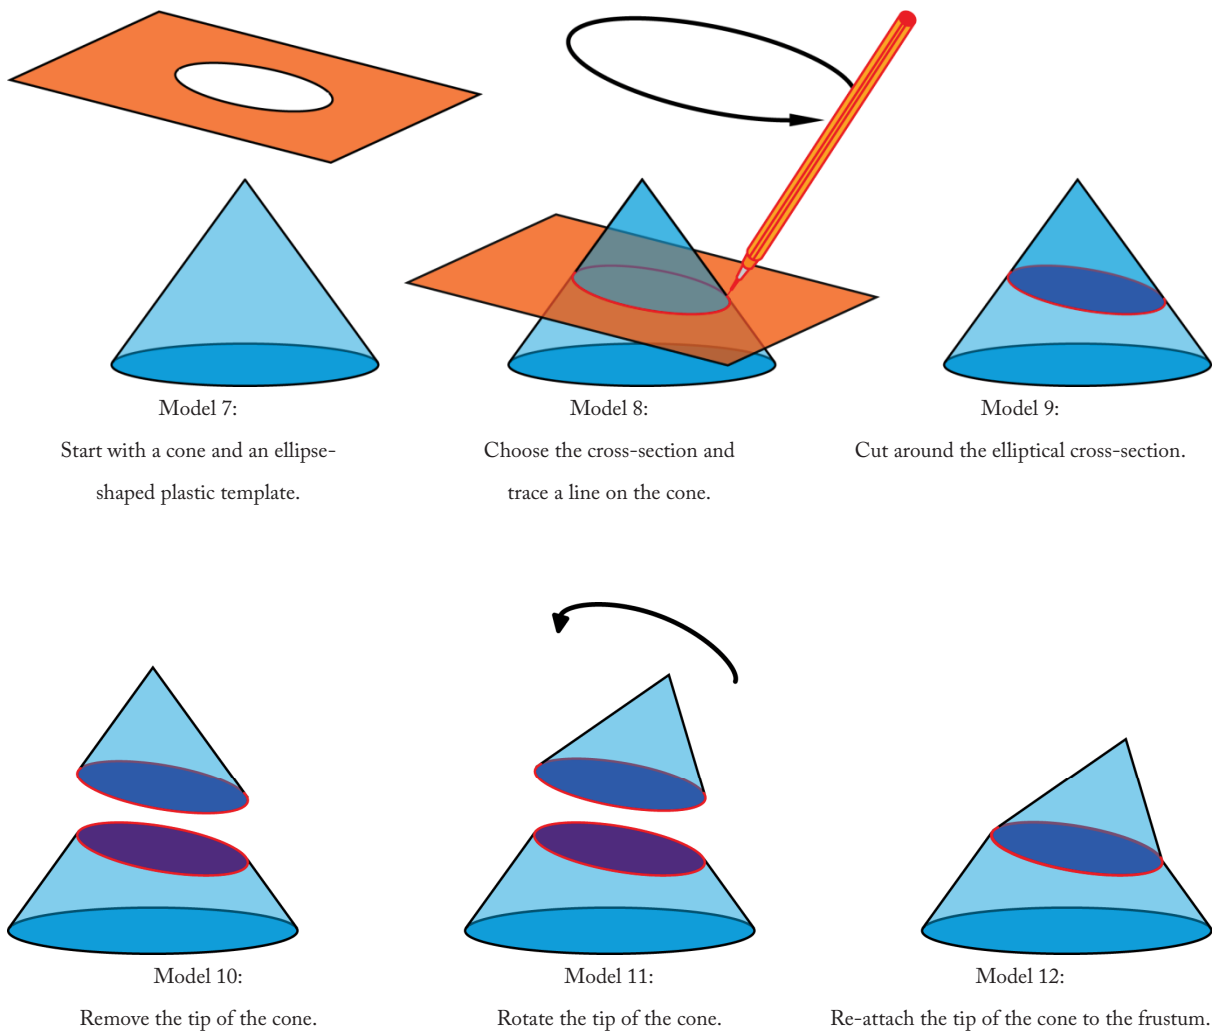 Model 7:
Start with a cone and an ellipse-
shaped plastic template.
Model 8:
Choose the cross-section and
trace a line on the cone.
Model 9:
Cut around the elliptical cross-section.
Model 10:
Remove the tip of the cone.
Model 11:
Rotate the tip of the cone.
Model 12:
Re-attach the tip of the cone to the frustum.